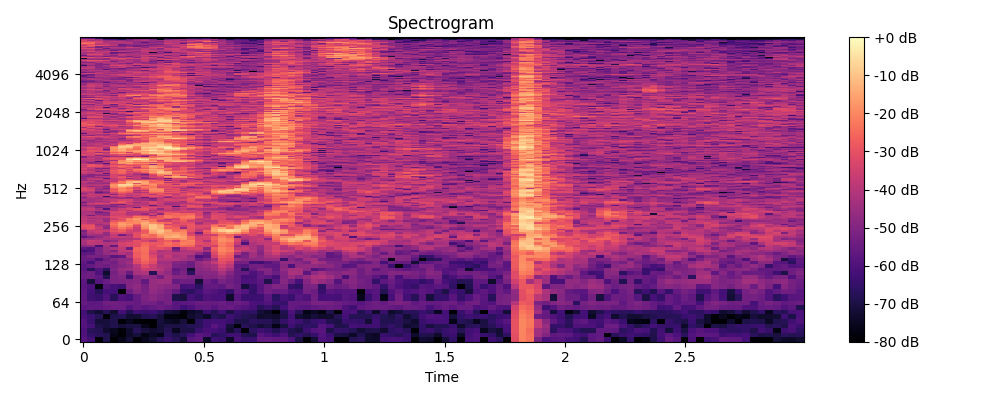 Spectrogram
Hz
4096
2048
1024
512
256
128
64
0
0
0.5
1
1.5
2
2.5
Time
+0 dB
-10 dB
-20 dB
-30 dB
-40 dB
-50 dB
-60 dB
-70 dB
-80 dB